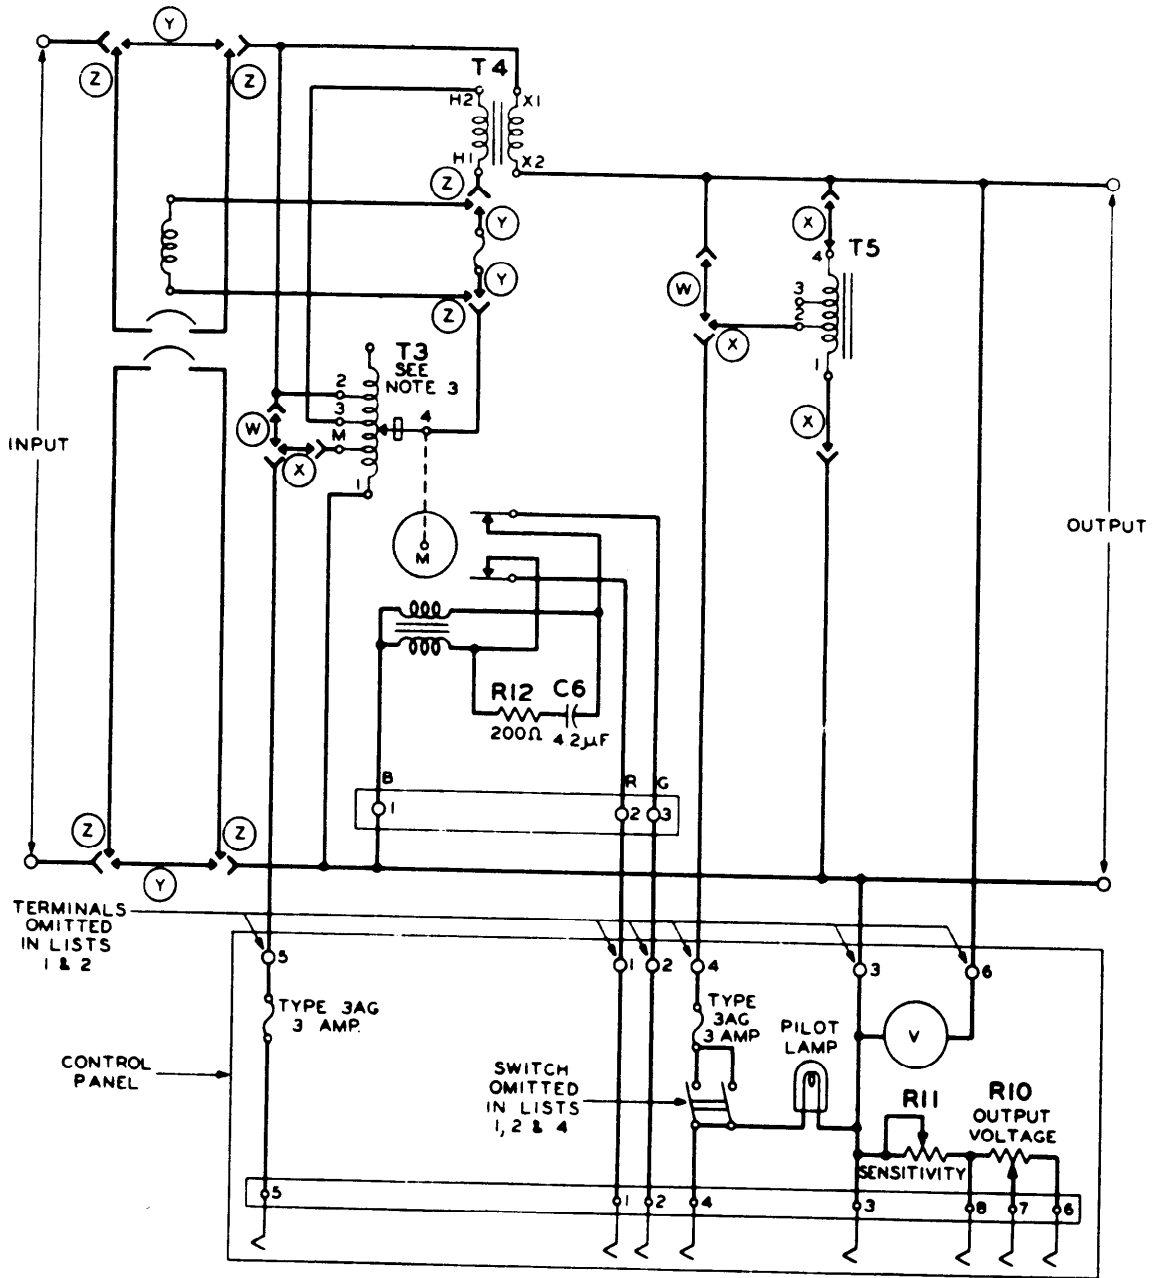 Y
Z
Z
T4
H2
X1
H1
X2
Z
Y
Y
Z
X
T5
4
3
2
1
W
X
X
T3
SEE
NOTE 3
2
3
M
4
W
X
1
INPUT
OUTPUT
M
R12
C6
200Ω
4.2µF
B
R
G
1
2
3
Z
Z
Y
TERMINALS
OMITTED
IN LISTS
1 & 2
5
1
2
4
3
6
TYPE 3AG
3 AMP.
TYPE
3AG
3 AMP
PILOT
LAMP
V
CONTROL
PANEL
SWITCH
OMITTED
IN LISTS
1, 2 & 4
R11
R10
OUTPUT
VOLTAGE
SENSITIVITY
5
1
2
4
3
8
7
6